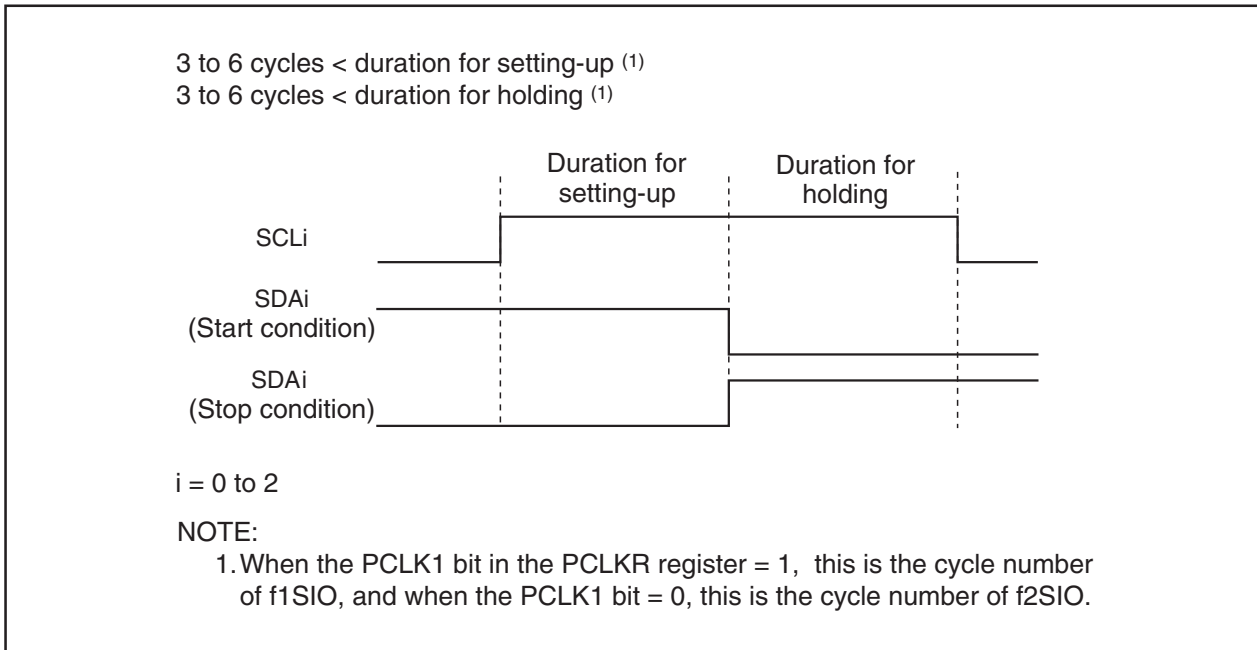 3 to 6 cycles < duration for setting-up (1)
3 to 6 cycles < duration for holding (1)
Duration for
setting-up
Duration for
holding
SCLi
SDAi
(Start condition)
SDAi
(Stop condition)
i = 0 to 2
NOTE:
1. When the PCLK1 bit in the PCLKR register = 1, this is the cycle number
of f1SIO, and when the PCLK1 bit = 0, this is the cycle number of f2SIO.